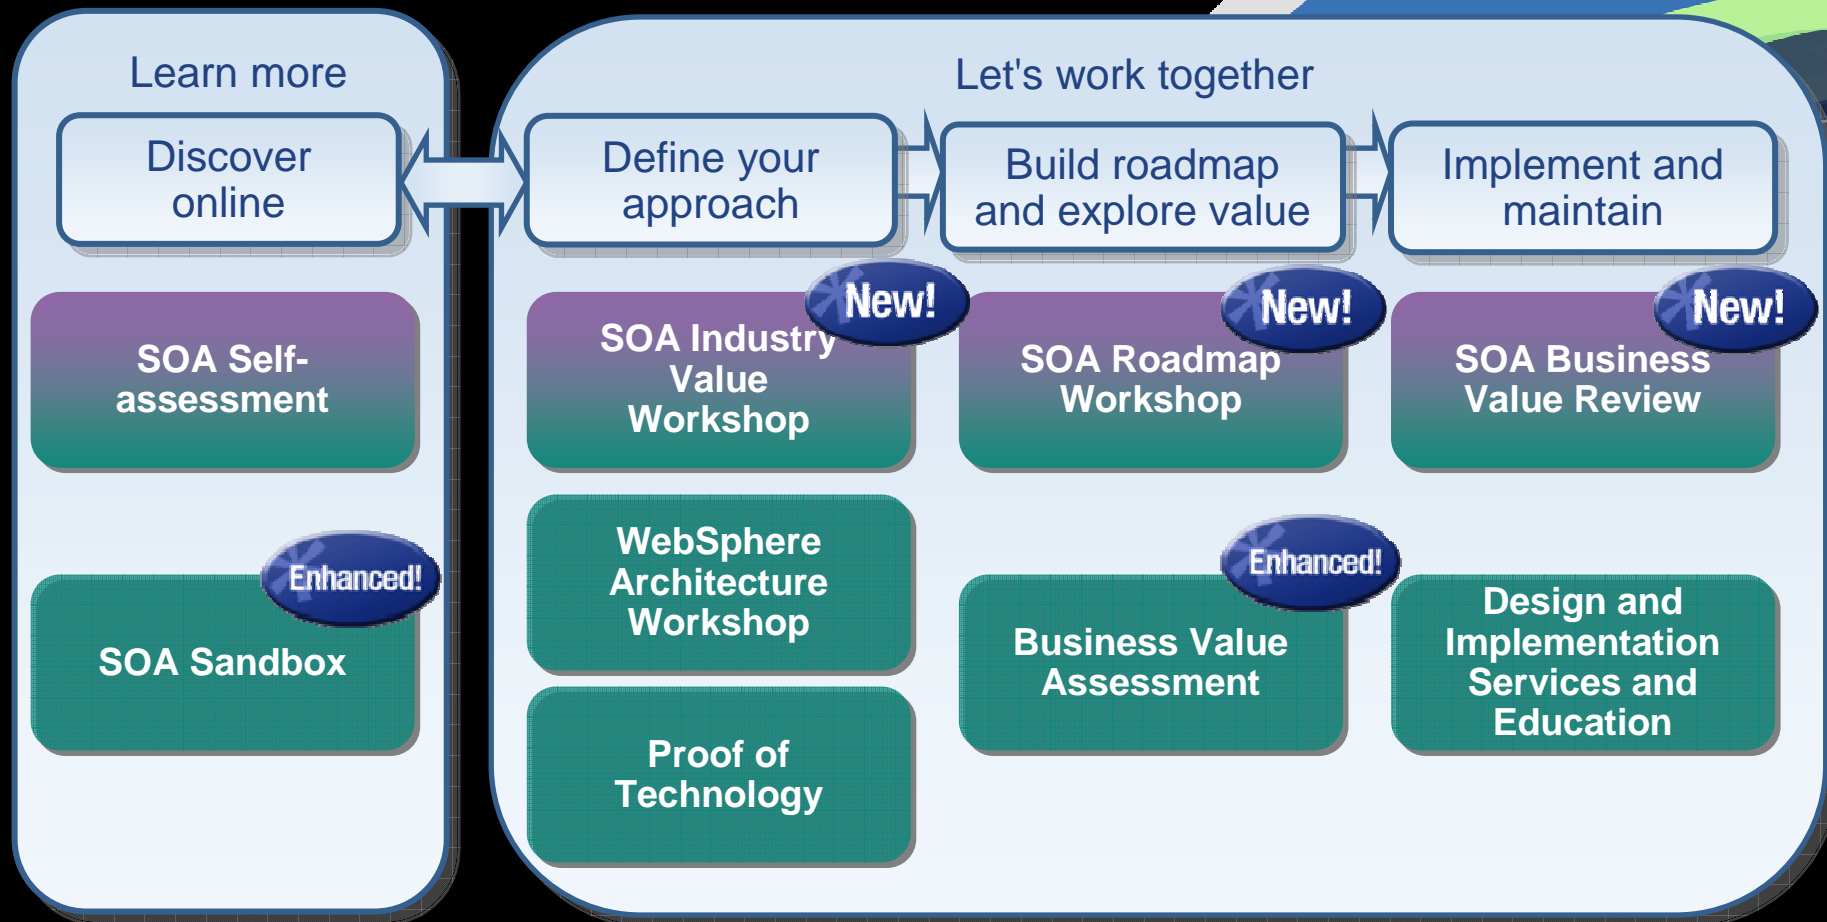 Learn more
Discover
online
SOA Self-
assessment
Enhanced!
SOA Sandbox
Let's work together
Define your
approach
Build roadmap
and explore value
Implement and
maintain
New!
SOA Industry
Value
Workshop
WebSphere
Architecture
Workshop
Proof of
Technology
New!
SOA Roadmap
Workshop
Enhanced!
Business Value
Assessment
New!
SOA Business
Value Review
Design and
Implementation
Services and
Education